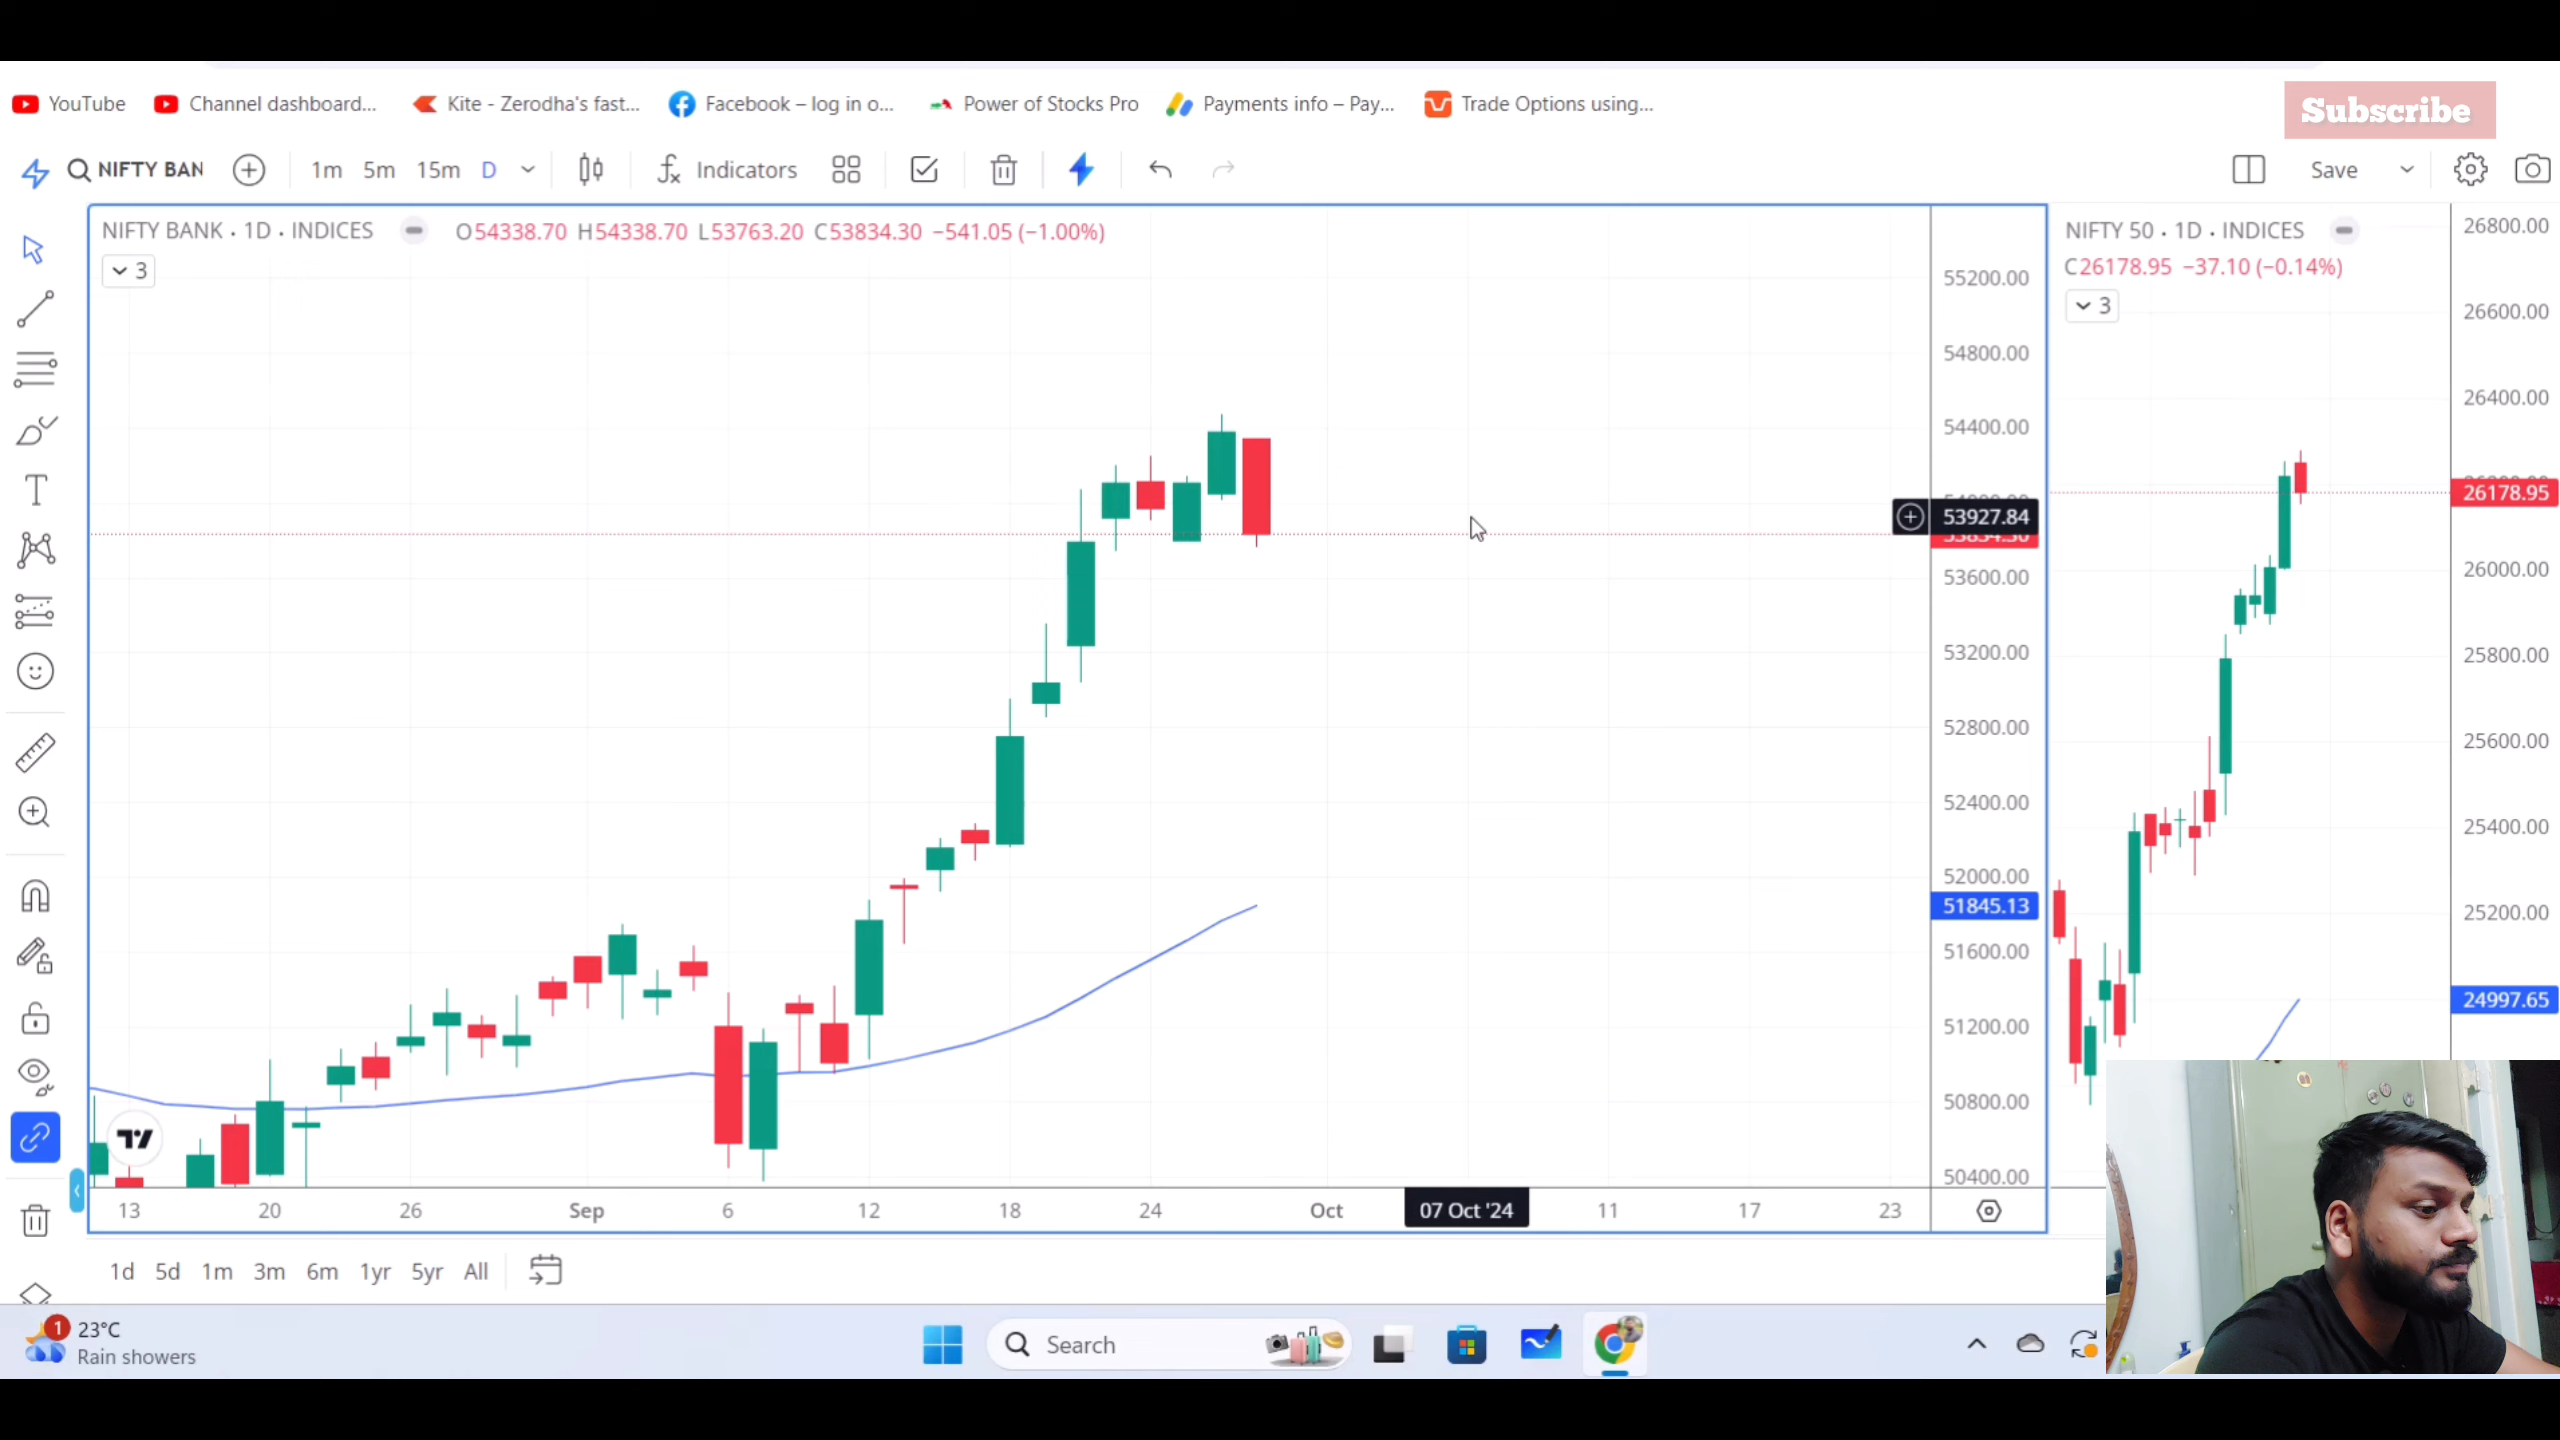 YouTube
Channel dashboard...
Kite - Zerodha's fast...
Facebook – log in o...
Power of Stocks Pro
Payments info – Pay...
Trade Options using...
Subscribe
NIFTY BAN
1m 5m 15m D
Indicators
Save
NIFTY BANK · 1D · INDICES
O54338.70 H54338.70 L53763.20 C53834.30 −541.05 (−1.00%)
3
55200.00
54800.00
54400.00
53927.84
53834.30
53600.00
53200.00
52800.00
52400.00
52000.00
51845.13
51600.00
51200.00
50800.00
50400.00
NIFTY 50 · 1D · INDICES
C26178.95 −37.10 (−0.14%)
3
26800.00
26600.00
26400.00
26178.95
26000.00
25800.00
25600.00
25400.00
25200.00
24997.65
13 20 26 Sep 6 12 18 24 Oct 07 Oct '24 11 17 23
1d 5d 1m 3m 6m 1yr 5yr All
1
23°C
Rain showers
Search